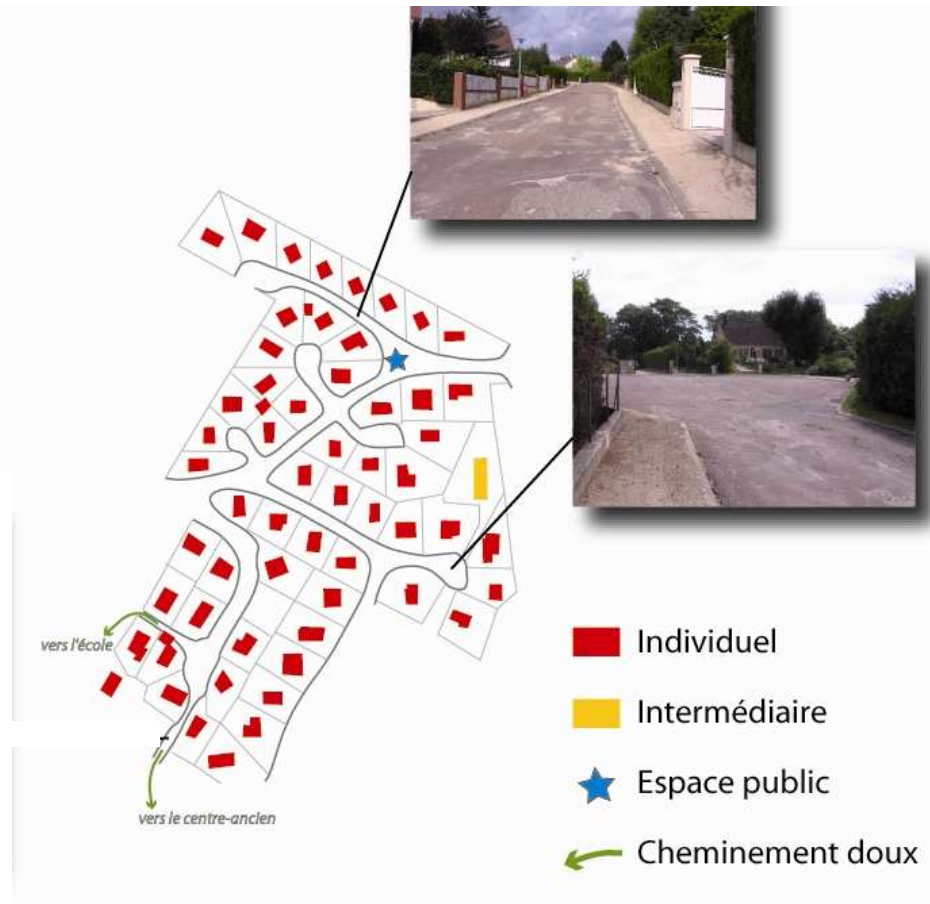 vers l'école
vers le centre-ancien
Individuel
Intermédiaire
Espace public
Cheminement doux